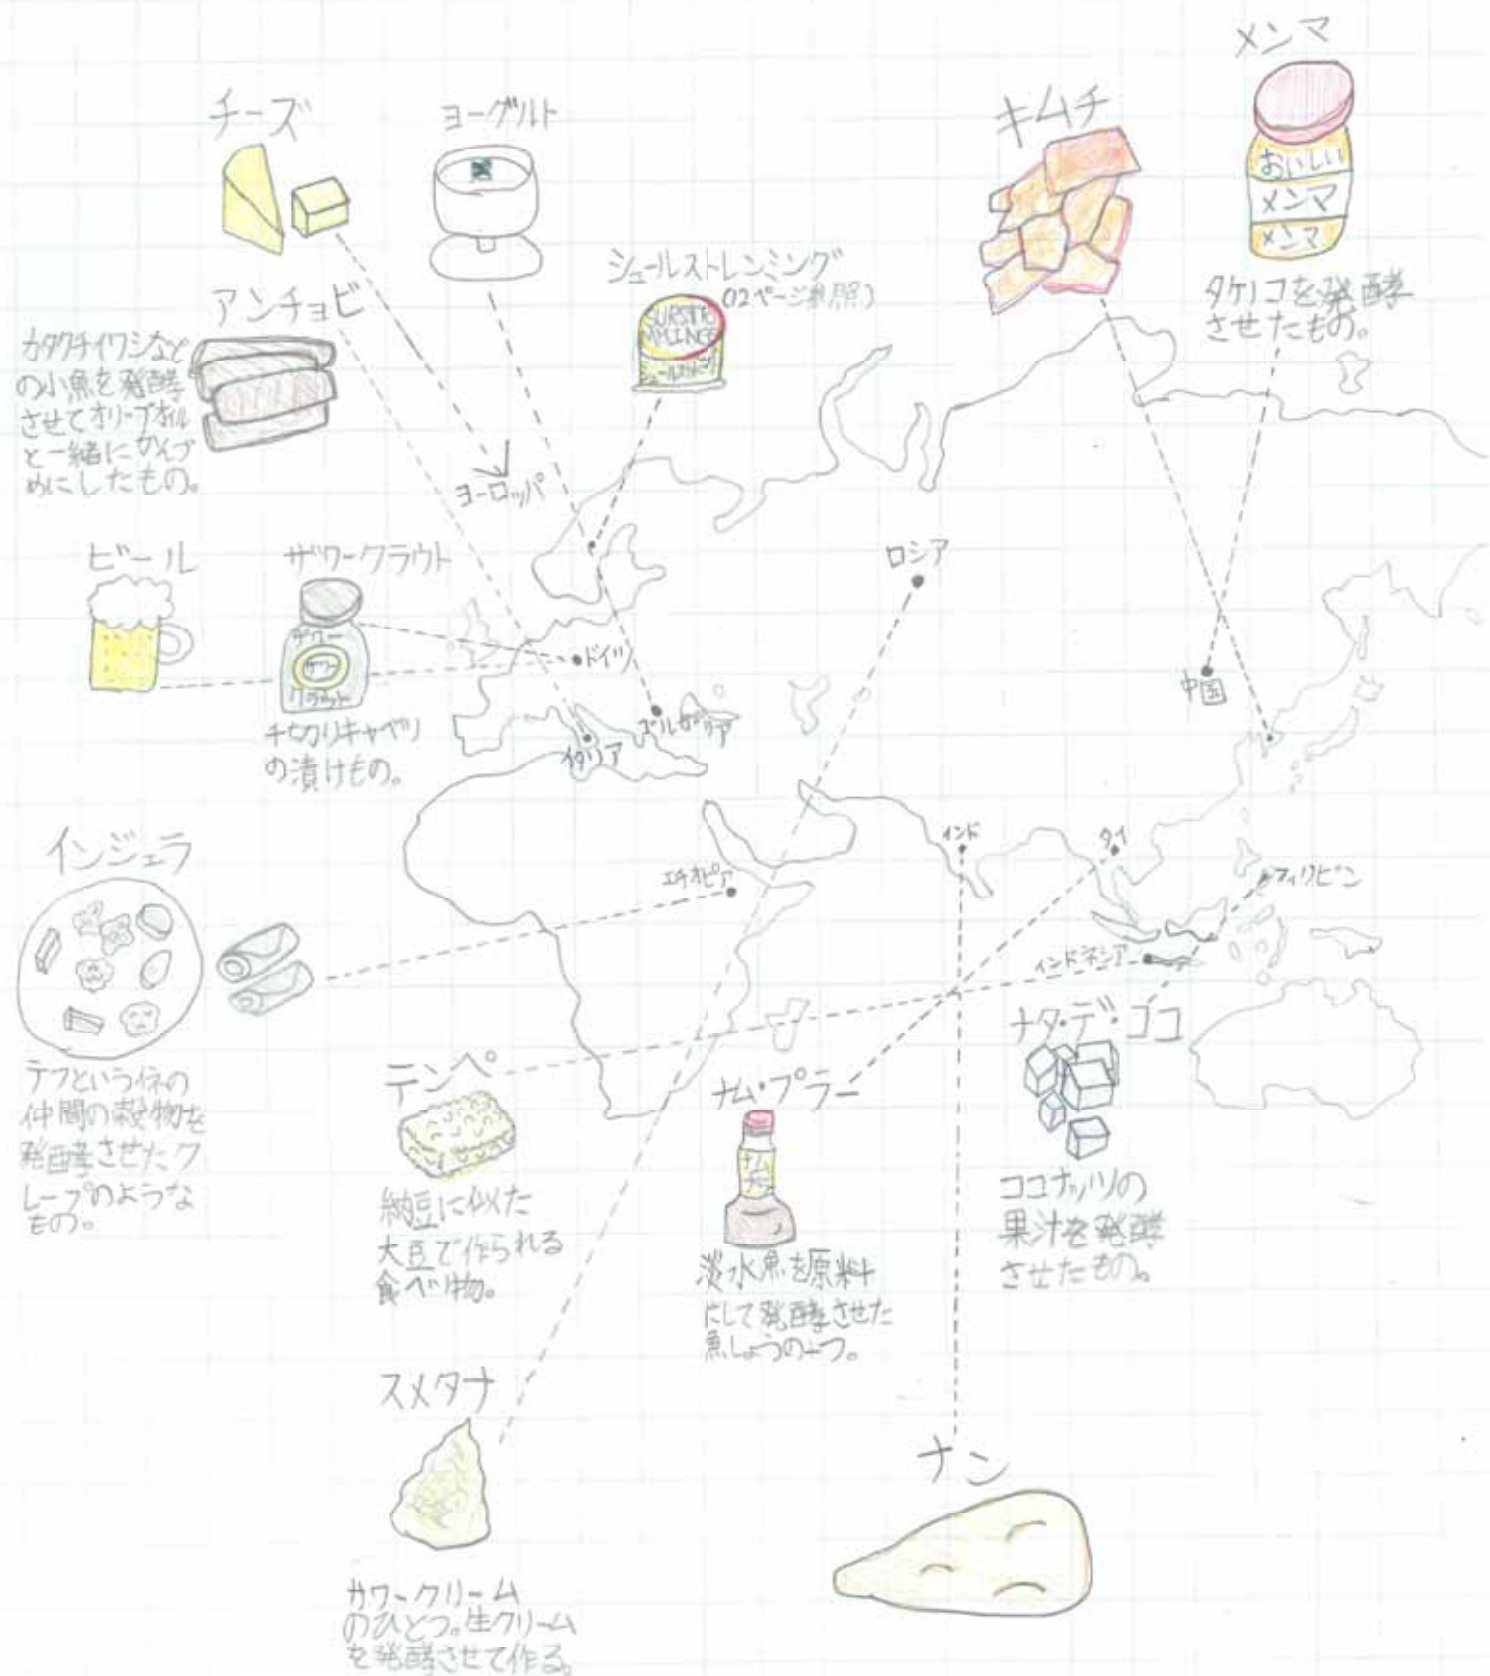 メンマ
おいしい
メンマ
メンマ
タケノコを発酵
させたもの。
チーズ
ヨーグルト
キムチ
シュールストレンミング
(12ページ参照)
アンチョビ
カタクチイワシなど
の小魚を発酵
させてオリーブオイル
と一緒にカンヅ
めにしたもの。
ヨーロッパ
ビール
ザワークラウト
ザワー
クラウト
千切りキャベツ
の漬けもの。
ドイツ
イタリア
ブルガリア
ロシア
中国
インジェラ
テフというイネの
仲間の穀物を
発酵させたク
レープのような
もの。
エチオピア
インド
タイ
フィリピン
インドネシア
テンペ
納豆に似た
大豆で作られる
食べ物。
ナム・プラー
淡水魚を原料
にして発酵させた
魚しょうの一つ。
ナタ・デ・ココ
ココナッツの
果汁を発酵
させたもの。
スメタナ
サワークリーム
のひとつ。生クリーム
を発酵させて作る。
ナン